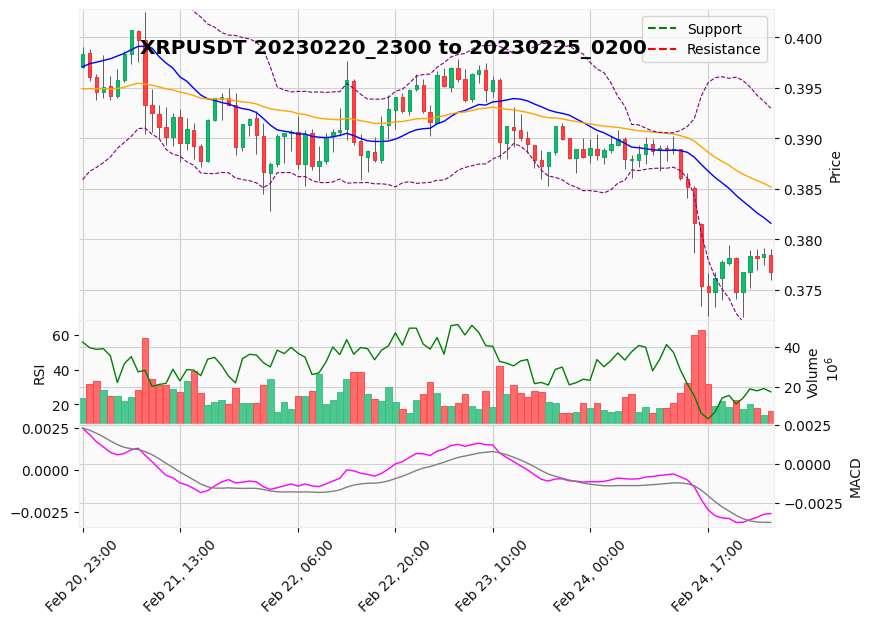 XRPUSDT 20230220_2300 to 20230225_0200
Support
Resistance
0.400
0.395
0.390
0.385
0.380
0.375
Price
60
40
20
RSI
40
20
Volume
10^6
0.0025
0.0000
−0.0025
0.0025
0.0000
−0.0025
MACD
Feb 20, 23:00
Feb 21, 13:00
Feb 22, 06:00
Feb 22, 20:00
Feb 23, 10:00
Feb 24, 00:00
Feb 24, 17:00